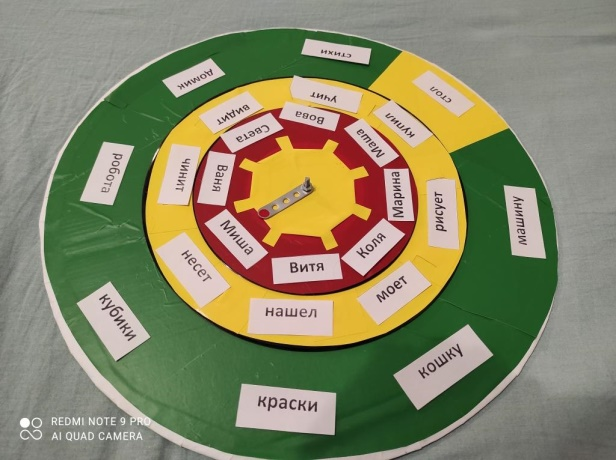 стихи
стол
машину
кошку
краски
кубики
робота
домик
учит
купил
рисует
моет
нашел
несет
чинит
видит
Вова
Маша
Марина
Коля
Витя
Миша
Ваня
Света
REDMI NOTE 9 PRO
AI QUAD CAMERA